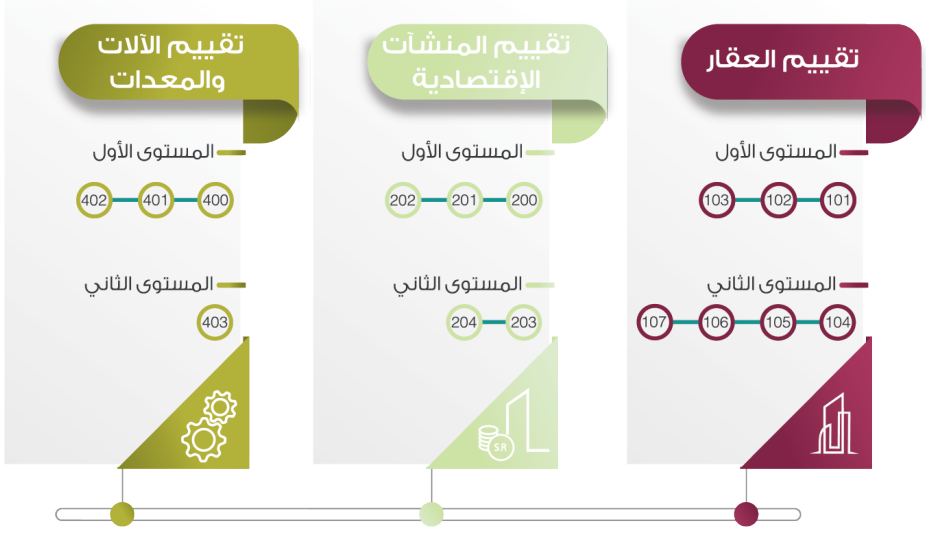 تقييم العقار
المستوى الأول
101 102 103
المستوى الثاني
104 105 106 107
تقييم المنشآت
الإقتصادية
المستوى الأول
200 201 202
المستوى الثاني
203 204
S.R
تقييم الآلات
والمعدات
المستوى الأول
400 401 402
المستوى الثاني
403